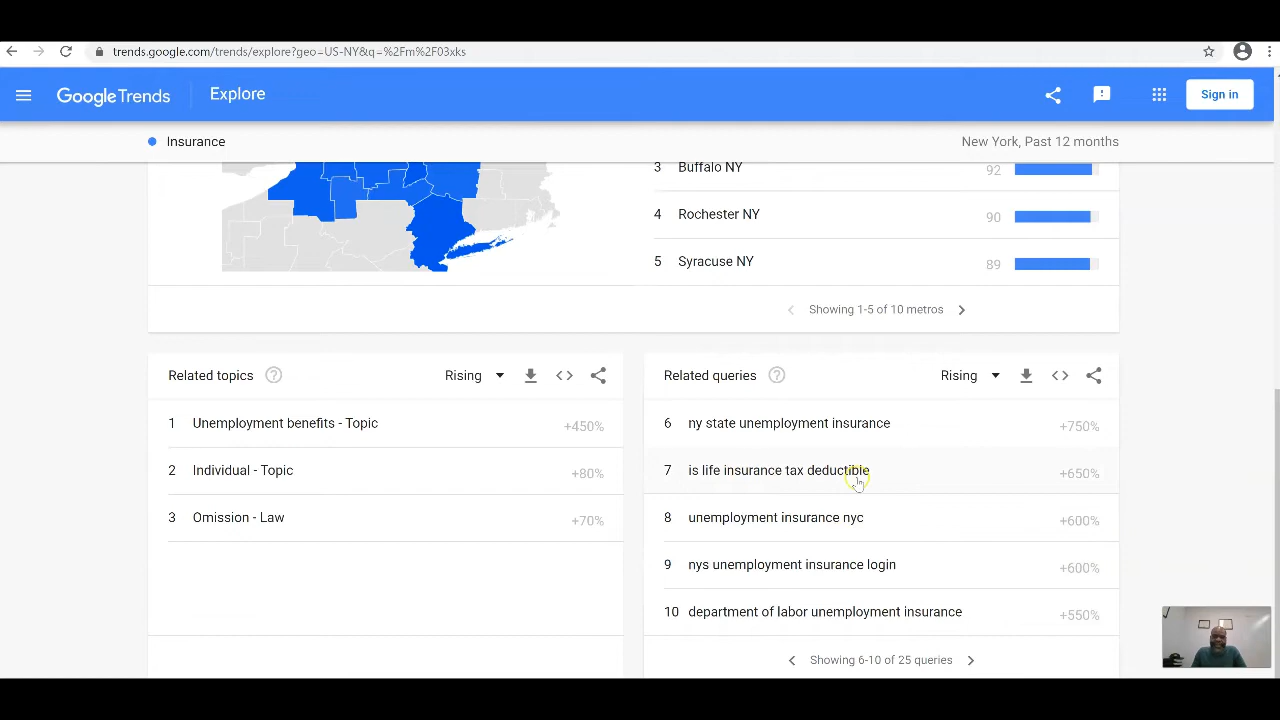 trends.google.com/trends/explore?geo=US-NY&q=%2Fm%2F03xks
Google Trends
Explore
Sign in
Insurance
New York, Past 12 months
3 Buffalo NY 92
4 Rochester NY 90
5 Syracuse NY 89
Showing 1-5 of 10 metros
Related topics ? Rising
1 Unemployment benefits - Topic +450%
2 Individual - Topic +80%
3 Omission - Law +70%
Related queries ? Rising
6 ny state unemployment insurance +750%
7 is life insurance tax deductible +650%
8 unemployment insurance nyc +600%
9 nys unemployment insurance login +600%
10 department of labor unemployment insurance +550%
Showing 6-10 of 25 queries